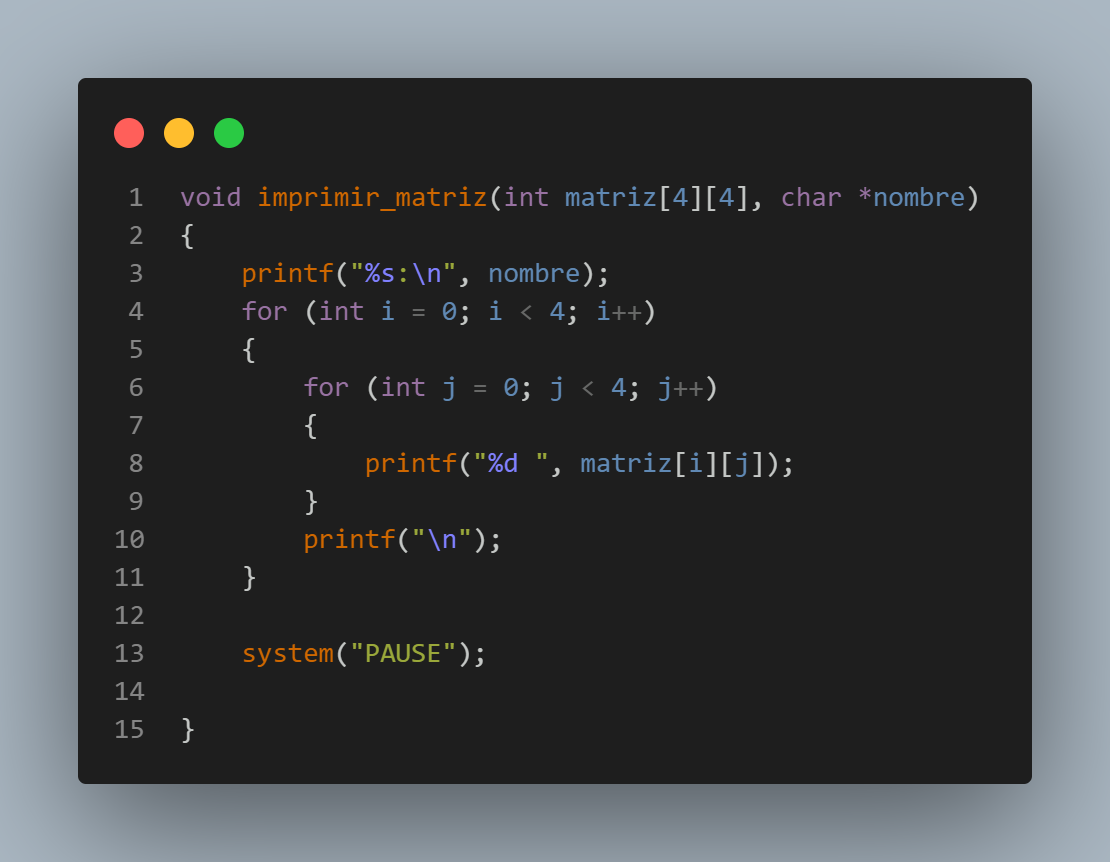 1 void imprimir_matriz(int matriz[4][4], char *nombre)
2 {
3     printf("%s:\n", nombre);
4     for (int i = 0; i < 4; i++)
5     {
6         for (int j = 0; j < 4; j++)
7         {
8             printf("%d ", matriz[i][j]);
9         }
10         printf("\n");
11     }
12
13     system("PAUSE");
14
15 }